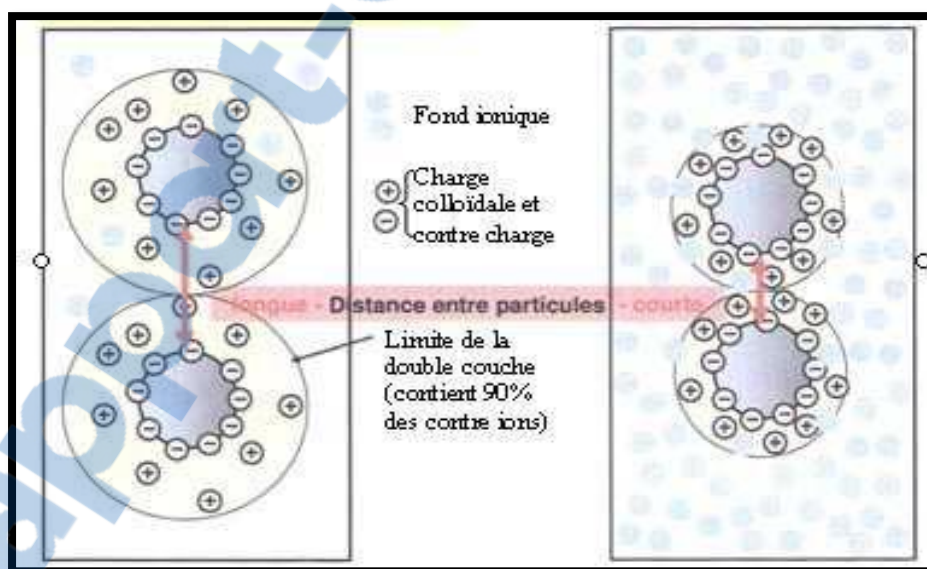 Fond ionique
Charge
colloïdale et
contre charge
longue - Distance entre particules - courte
Limite de la
double couche
(contient 90%
des contre ions)